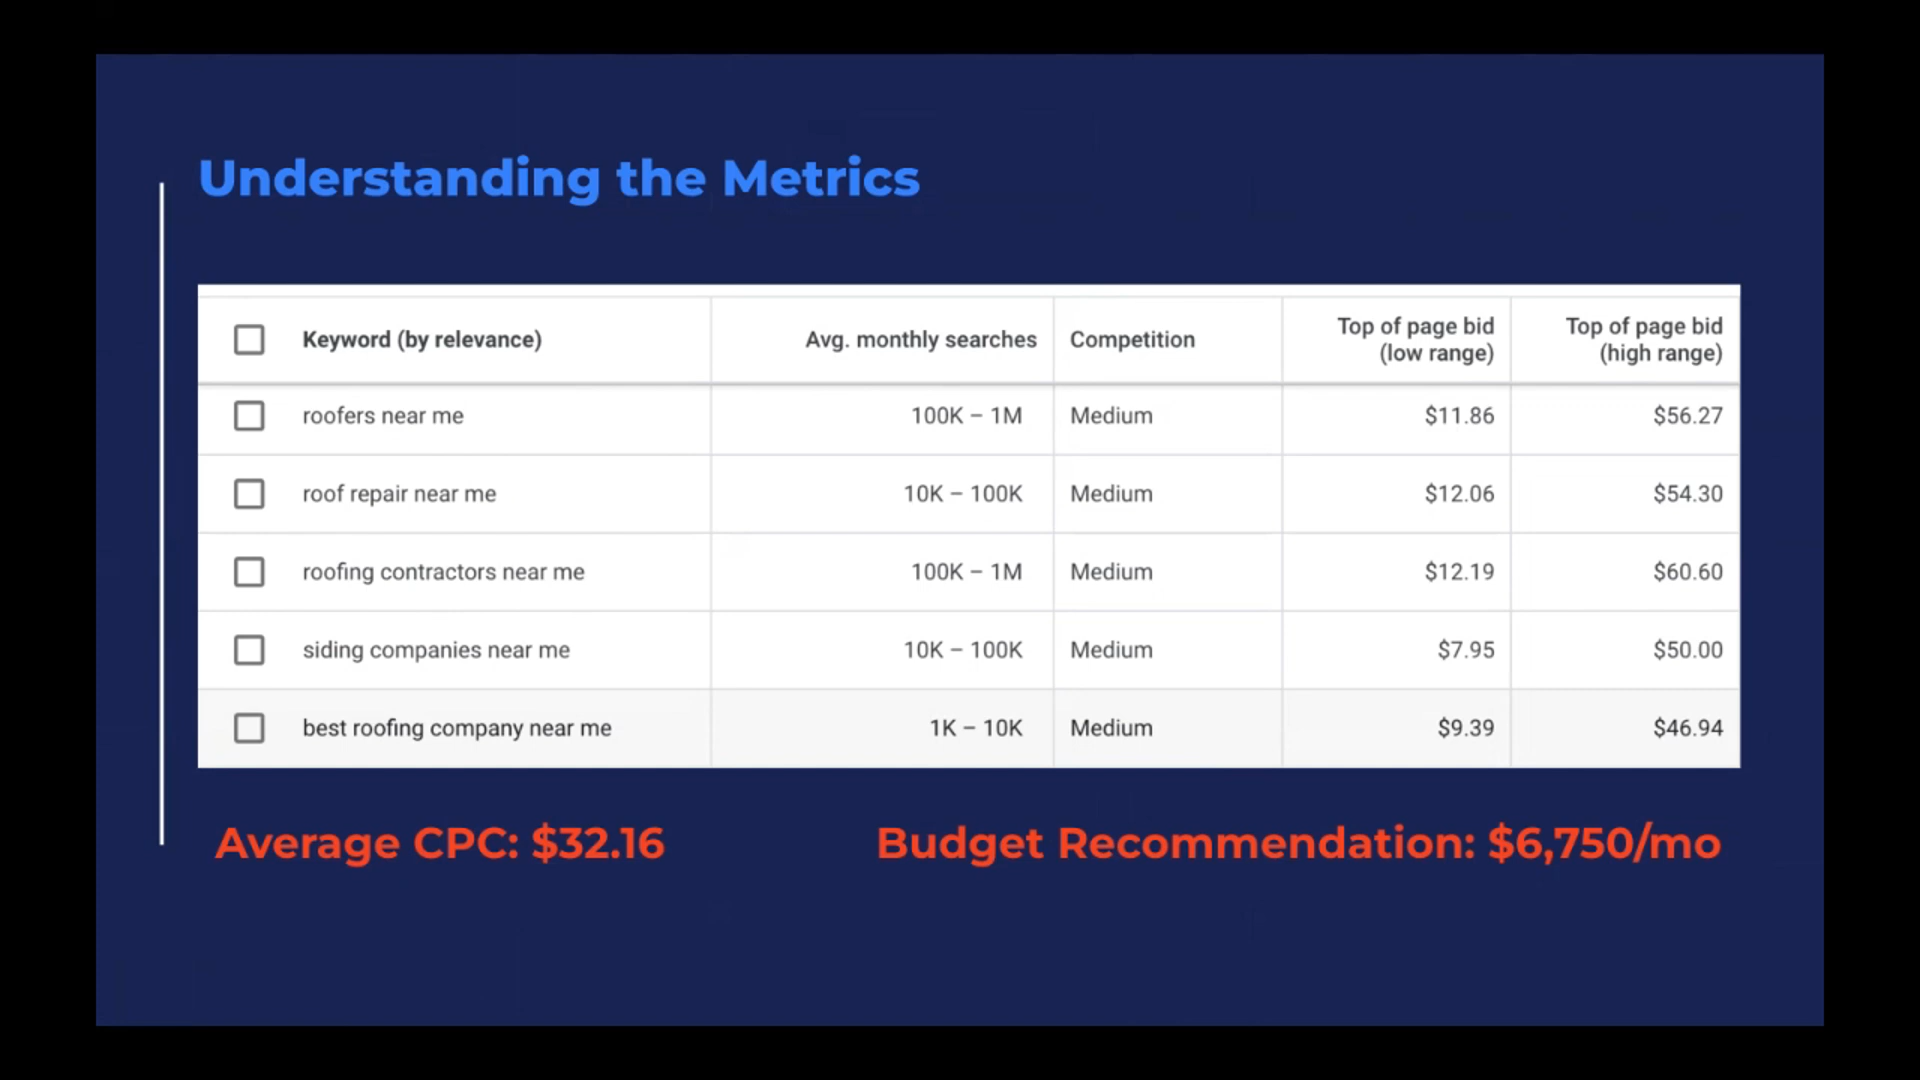 Understanding the Metrics
Keyword (by relevance) Avg. monthly searches Competition Top of page bid (low range) Top of page bid (high range)
roofers near me 100K – 1M Medium $11.86 $56.27
roof repair near me 10K – 100K Medium $12.06 $54.30
roofing contractors near me 100K – 1M Medium $12.19 $60.60
siding companies near me 10K – 100K Medium $7.95 $50.00
best roofing company near me 1K – 10K Medium $9.39 $46.94
Average CPC: $32.16 Budget Recommendation: $6,750/mo